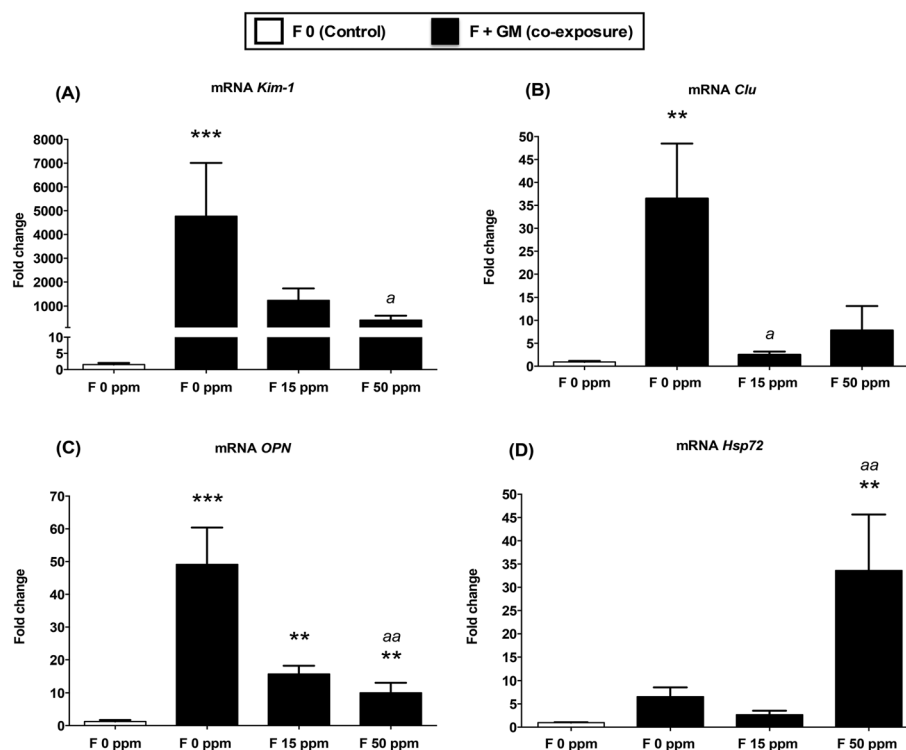 F 0 (Control) F + GM (co-exposure)
(A) mRNA Kim-1
Fold change
8000
7000
6000
5000
4000
3000
2000
1000
10
5
0
***
a
F 0 ppm F 0 ppm F 15 ppm F 50 ppm
(B) mRNA Clu
Fold change
50
45
40
35
30
25
20
15
10
5
0
**
a
F 0 ppm F 0 ppm F 15 ppm F 50 ppm
(C) mRNA OPN
Fold change
70
60
50
40
30
20
10
0
***
**
aa
**
F 0 ppm F 0 ppm F 15 ppm F 50 ppm
(D) mRNA Hsp72
Fold change
50
45
40
35
30
25
20
15
10
5
0
aa
**
F 0 ppm F 0 ppm F 15 ppm F 50 ppm